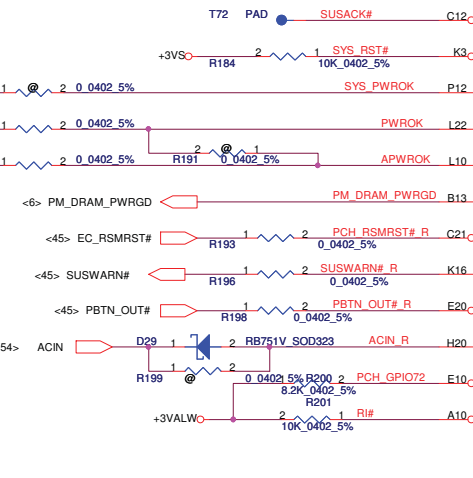 T72 PAD SUSACK# C12
+3VS 2 1 SYS_RST# K3
R184 10K_0402_5%
1 @ 2 0_0402_5% SYS_PWROK P12
1 2 0_0402_5% PWROK L22
2 @ 1
1 2 0_0402_5% R191 0_0402_5% APWROK L10
<6> PM_DRAM_PWRGD PM_DRAM_PWRGD B13
<45> EC_RSMRST# 1 2 PCH_RSMRST#_R C21
R193 0_0402_5%
<45> SUSWARN# 1 2 SUSWARN#_R K16
R196 0_0402_5%
<45> PBTN_OUT# 1 2 PBTN_OUT#_R E20
R198 0_0402_5%
54> ACIN D29 1 2 RB751V_SOD323 ACIN_R H20
1 2
R199 @ 0_0402_5% R200 2 PCH_GPIO72 E10
8.2K_0402_5%
R201
+3VALW 2 1 RI# A10
10K_0402_5%